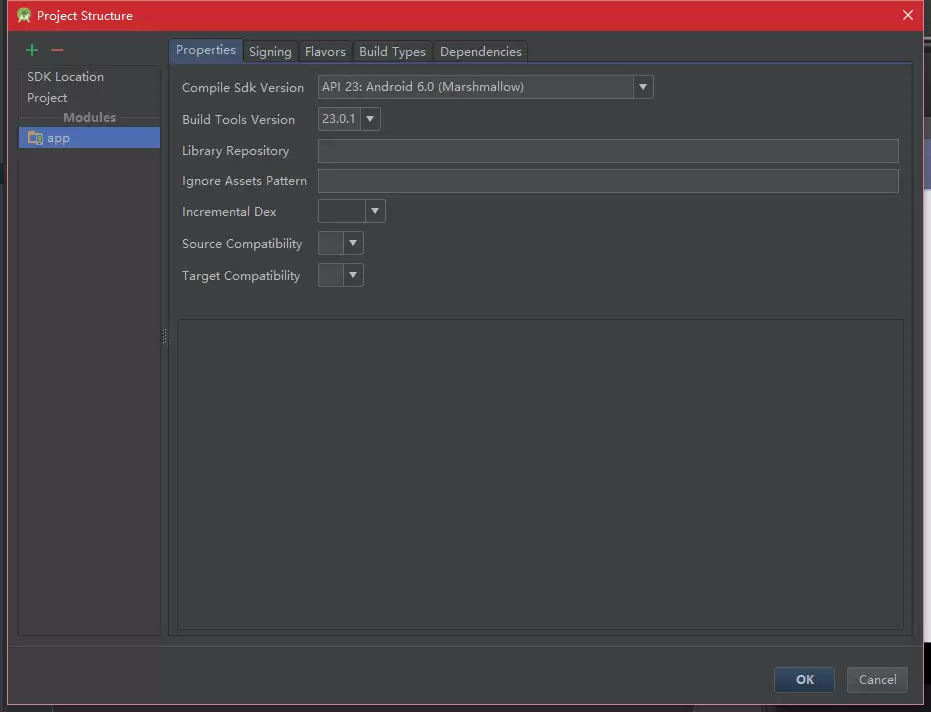 Project Structure
SDK Location
Project
Modules
app
Properties
Signing
Flavors
Build Types
Dependencies
Compile Sdk Version
API 23: Android 6.0 (Marshmallow)
Build Tools Version
23.0.1
Library Repository
Ignore Assets Pattern
Incremental Dex
Source Compatibility
Target Compatibility
OK
Cancel